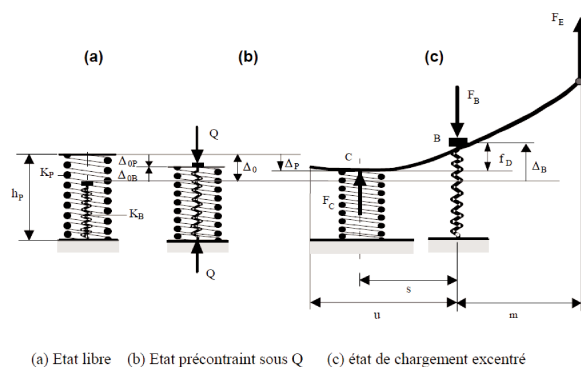 (a) (b) (c)
F_E
Q
F_B
B
C
Δ_0P
Δ_0B
Δ_0
Δ_P
f_D
Δ_B
K_P
h_P
K_B
F_C
Q
s
u
m
(a) Etat libre (b) Etat précontraint sous Q (c) état de chargement excentré